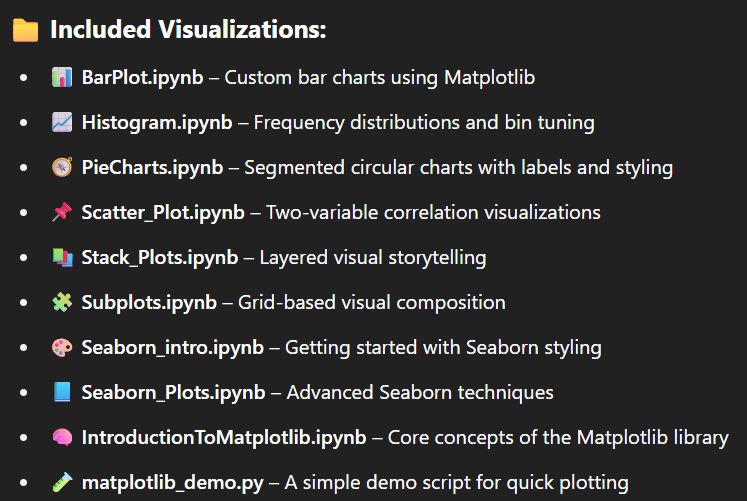 Included Visualizations:
BarPlot.ipynb – Custom bar charts using Matplotlib
Histogram.ipynb – Frequency distributions and bin tuning
PieCharts.ipynb – Segmented circular charts with labels and styling
Scatter_Plot.ipynb – Two-variable correlation visualizations
Stack_Plots.ipynb – Layered visual storytelling
Subplots.ipynb – Grid-based visual composition
Seaborn_intro.ipynb – Getting started with Seaborn styling
Seaborn_Plots.ipynb – Advanced Seaborn techniques
IntroductionToMatplotlib.ipynb – Core concepts of the Matplotlib library
matplotlib_demo.py – A simple demo script for quick plotting